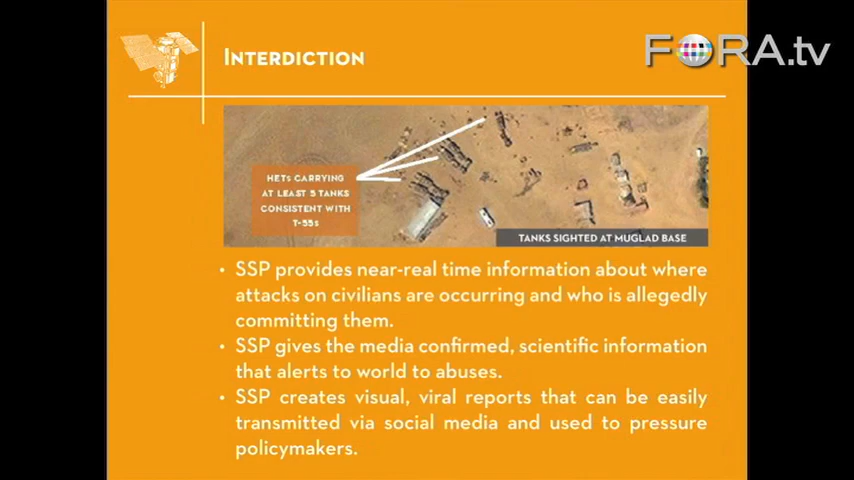 FORA.tv
INTERDICTION
HETS CARRYING
AT LEAST 5 TANKS
CONSISTENT WITH
T-55S
TANKS SIGHTED AT MUGLAD BASE
• SSP provides near-real time information about where
attacks on civilians are occurring and who is allegedly
committing them.
• SSP gives the media confirmed, scientific information
that alerts to world to abuses.
• SSP creates visual, viral reports that can be easily
transmitted via social media and used to pressure
policymakers.